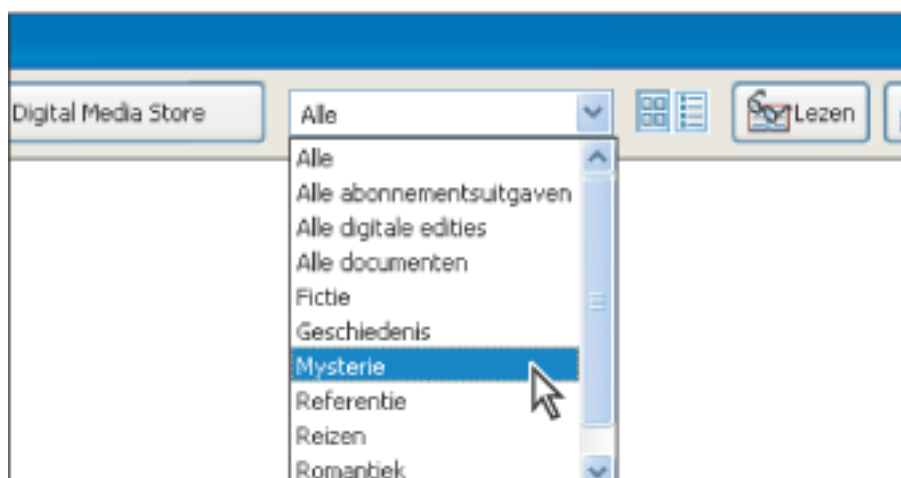 Digital Media Store Alle Lezen
Alle
Alle abonnementsuitgaven
Alle digitale edities
Alle documenten
Fictie
Geschiedenis
Mysterie
Referentie
Reizen
Romantiek